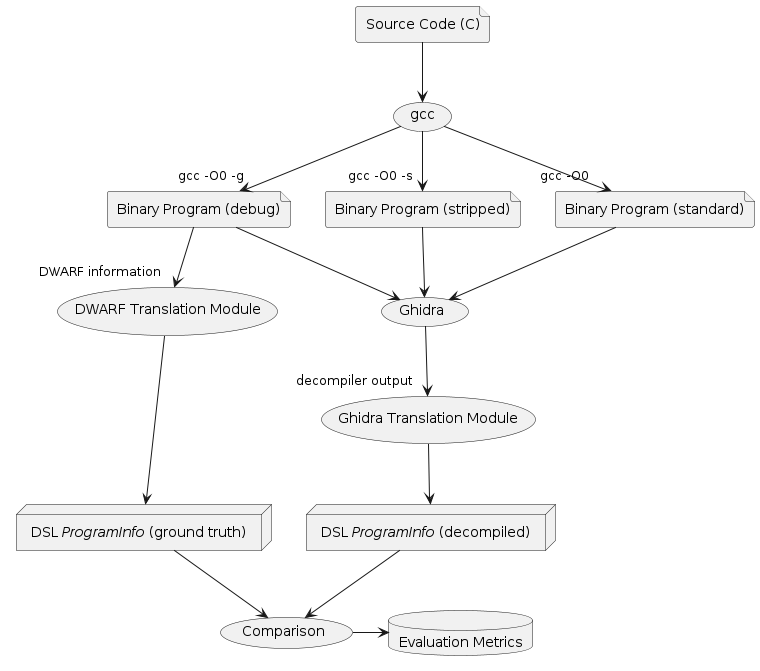 Source Code (C)
gcc
gcc -O0 -g
gcc -O0 -s
gcc -O0
Binary Program (debug)
Binary Program (stripped)
Binary Program (standard)
DWARF information
DWARF Translation Module
Ghidra
decompiler output
Ghidra Translation Module
DSL ProgramInfo (ground truth)
DSL ProgramInfo (decompiled)
Comparison
Evaluation Metrics